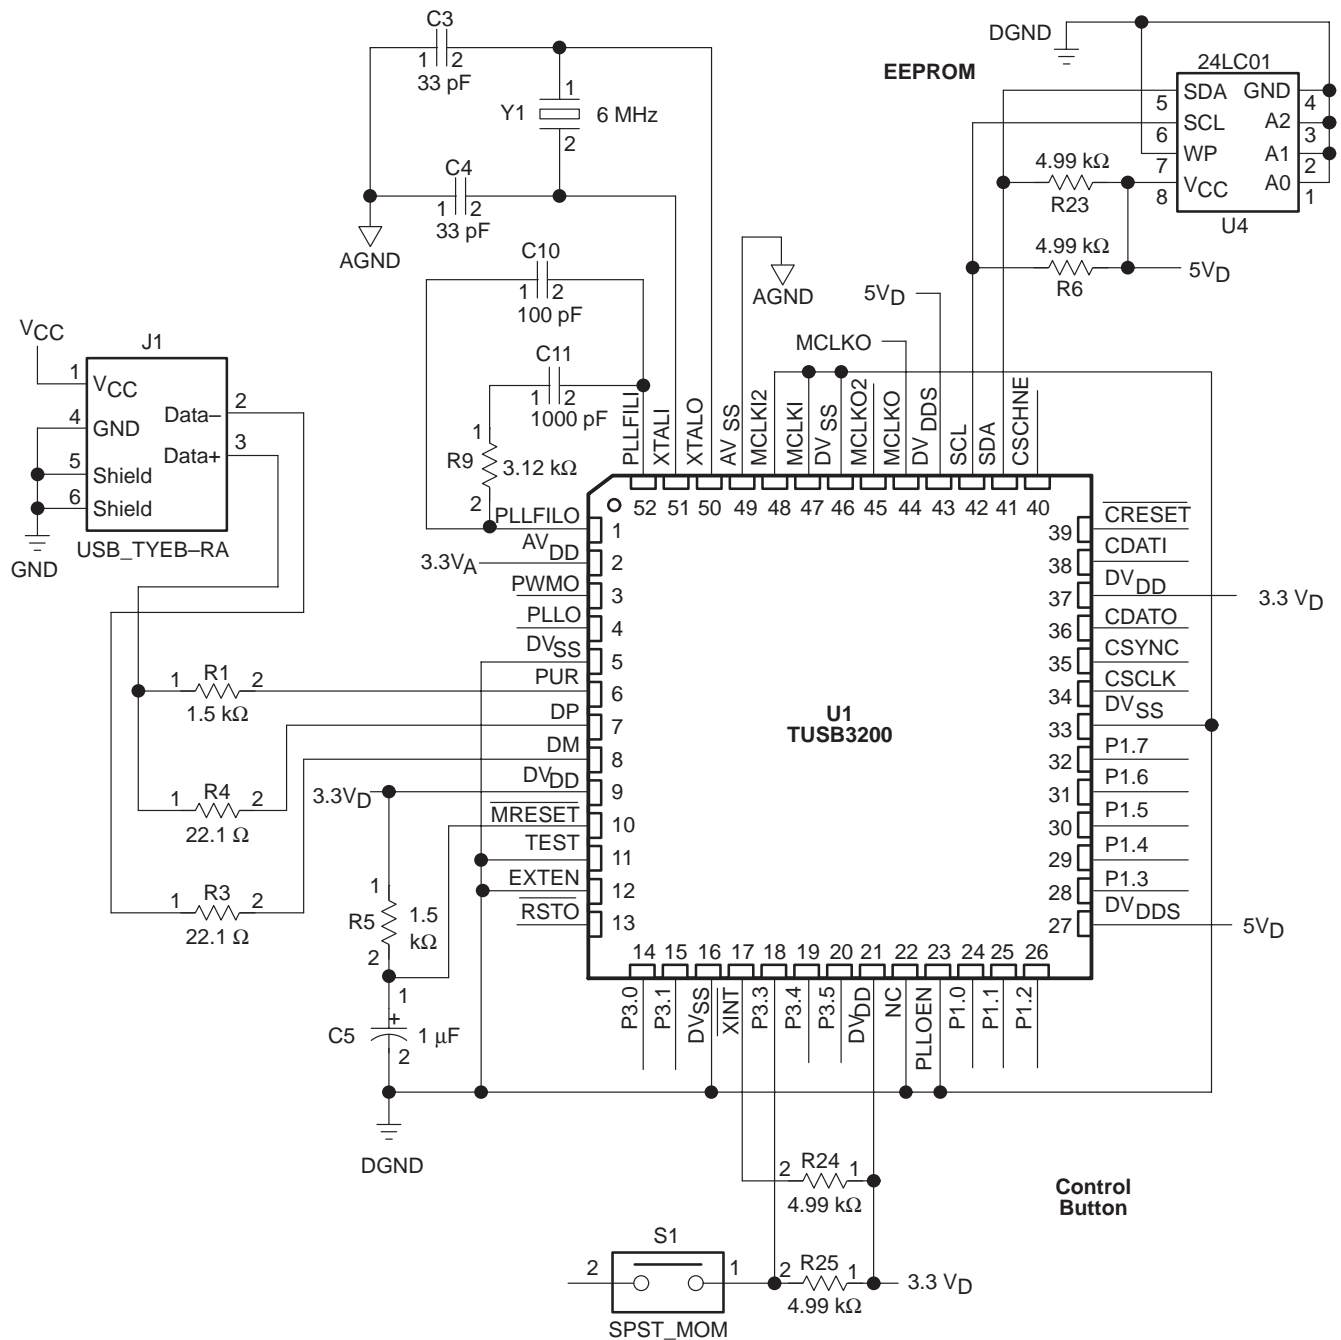 C3
1 2
33 pF
Y1
1
2
6 MHz
C4
1 2
33 pF
AGND
DGND
EEPROM
24LC01
SDA GND
SCL A2
WP A1
VCC A0
5
6
7
8
4
3
2
1
U4
4.99 kΩ
R23
4.99 kΩ
R6
5VD
C10
1 2
100 pF
C11
1 2
1000 pF
AGND
5VD
MCLKO
1
R9
3.12 kΩ
2
VCC
J1
1
VCC
4
GND
5
Shield
6
Shield
Data–
2
Data+
3
USB_TYEB–RA
GND
PLLFILI
XTALI
XTALO
AVSS
MCLKI2
MCLKI
DVSS
MCLKO2
MCLKO
DVDDS
SCL
SDA
CSCHNE
52 51 50 49 48 47 46 45 44 43 42 41 40
PLLFILO 1
3.3VA
AVDD 2
PWMO 3
PLLO 4
DVSS 5
PUR 6
DP 7
DM 8
DVDD 9
MRESET 10
TEST 11
EXTEN 12
RSTO 13
39 CRESET
38 CDATI
37 DVDD
3.3 VD
36 CDATO
35 CSYNC
34 CSCLK
33 DVSS
32 P1.7
31 P1.6
30 P1.5
29 P1.4
28 P1.3
27 DVDDS
5VD
U1
TUSB3200
1 R1 2
1.5 kΩ
1 R4 2
22.1 Ω
1 R3 2
22.1 Ω
3.3VD
1
R5
1.5
kΩ
2
1
+
C5
1 µF
2
DGND
14 15 16 17 18 19 20 21 22 23 24 25 26
P3.0
P3.1
DVSS
XINT
P3.3
P3.4
P3.5
DVDD
NC
PLLOEN
P1.0
P1.1
P1.2
2 R24 1
4.99 kΩ
Control
Button
S1
2
1
SPST_MOM
2 R25 1
4.99 kΩ
3.3 VD